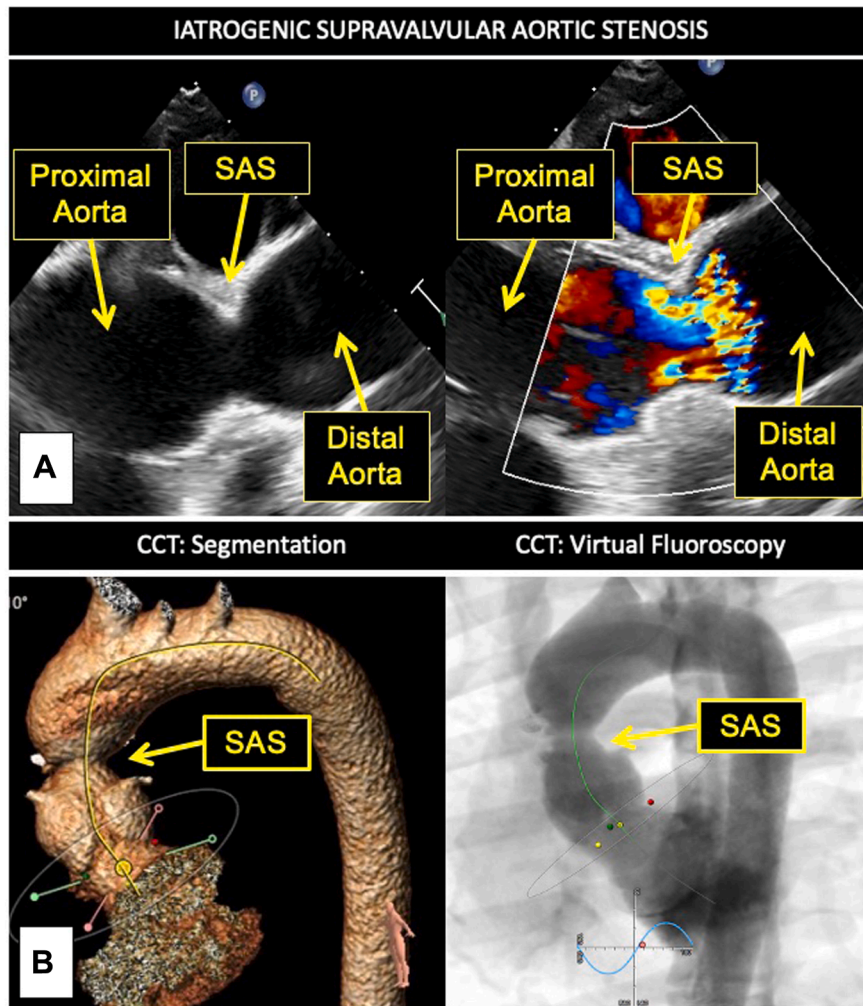 IATROGENIC SUPRAVALVULAR AORTIC STENOSIS
P
P
Proximal
Aorta
SAS
Proximal
Aorta
SAS
Distal
Aorta
Distal
Aorta
A
CCT: Segmentation
CCT: Virtual Fluoroscopy
10°
SAS
SAS
B